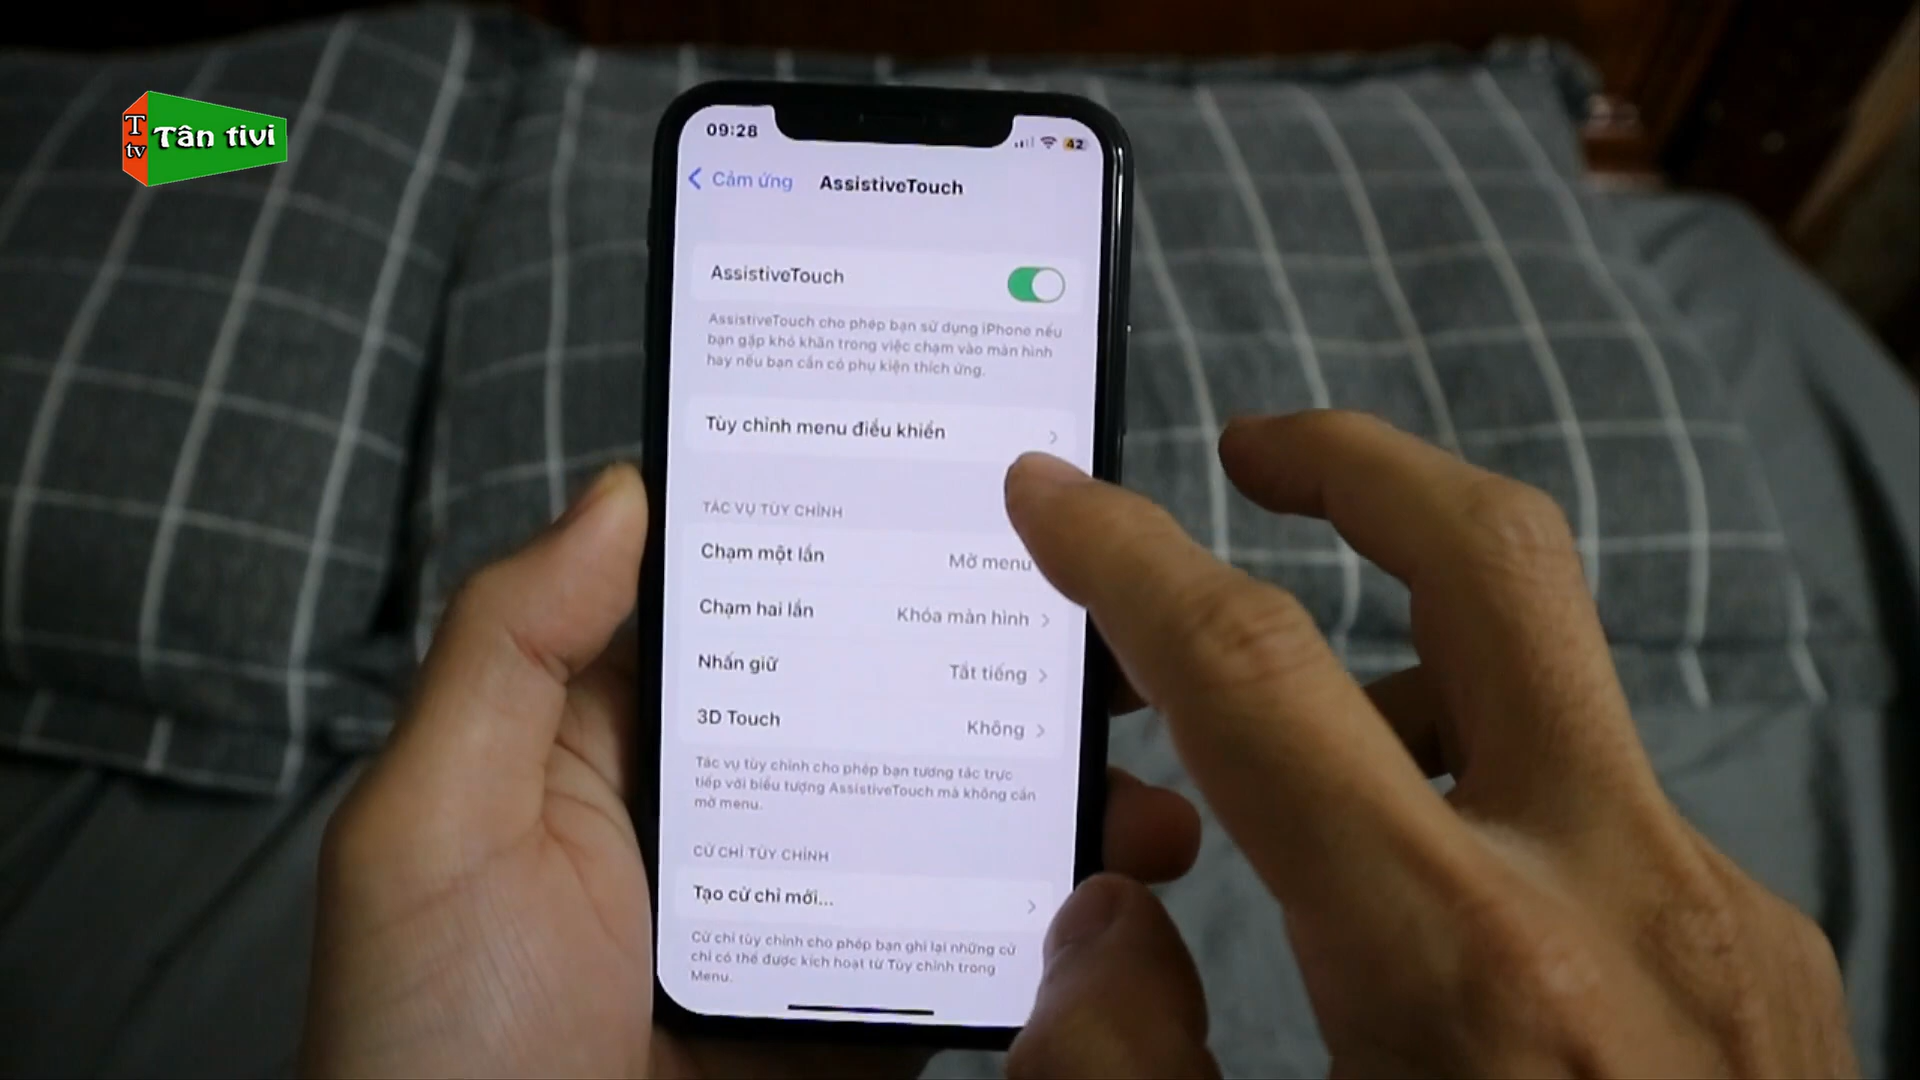 T
tv
Tân tivi
09:28
42
Cảm ứng
AssistiveTouch
AssistiveTouch
AssistiveTouch cho phép bạn sử dụng iPhone nếu
bạn gặp khó khăn trong việc chạm vào màn hình
hay nếu bạn cần có phụ kiện thích ứng.
Tùy chỉnh menu điều khiển
TÁC VỤ TÙY CHỈNH
Chạm một lần
Mở menu
Chạm hai lần
Khóa màn hình
Nhấn giữ
Tắt tiếng
3D Touch
Không
Tác vụ tùy chỉnh cho phép bạn tương tác trực
tiếp với biểu tượng AssistiveTouch mà không cần
mở menu.
CỬ CHỈ TÙY CHỈNH
Tạo cử chỉ mới...
Cử chỉ tùy chỉnh cho phép bạn ghi lại những cử
chỉ có thể được kích hoạt từ Tùy chỉnh trong
Menu.